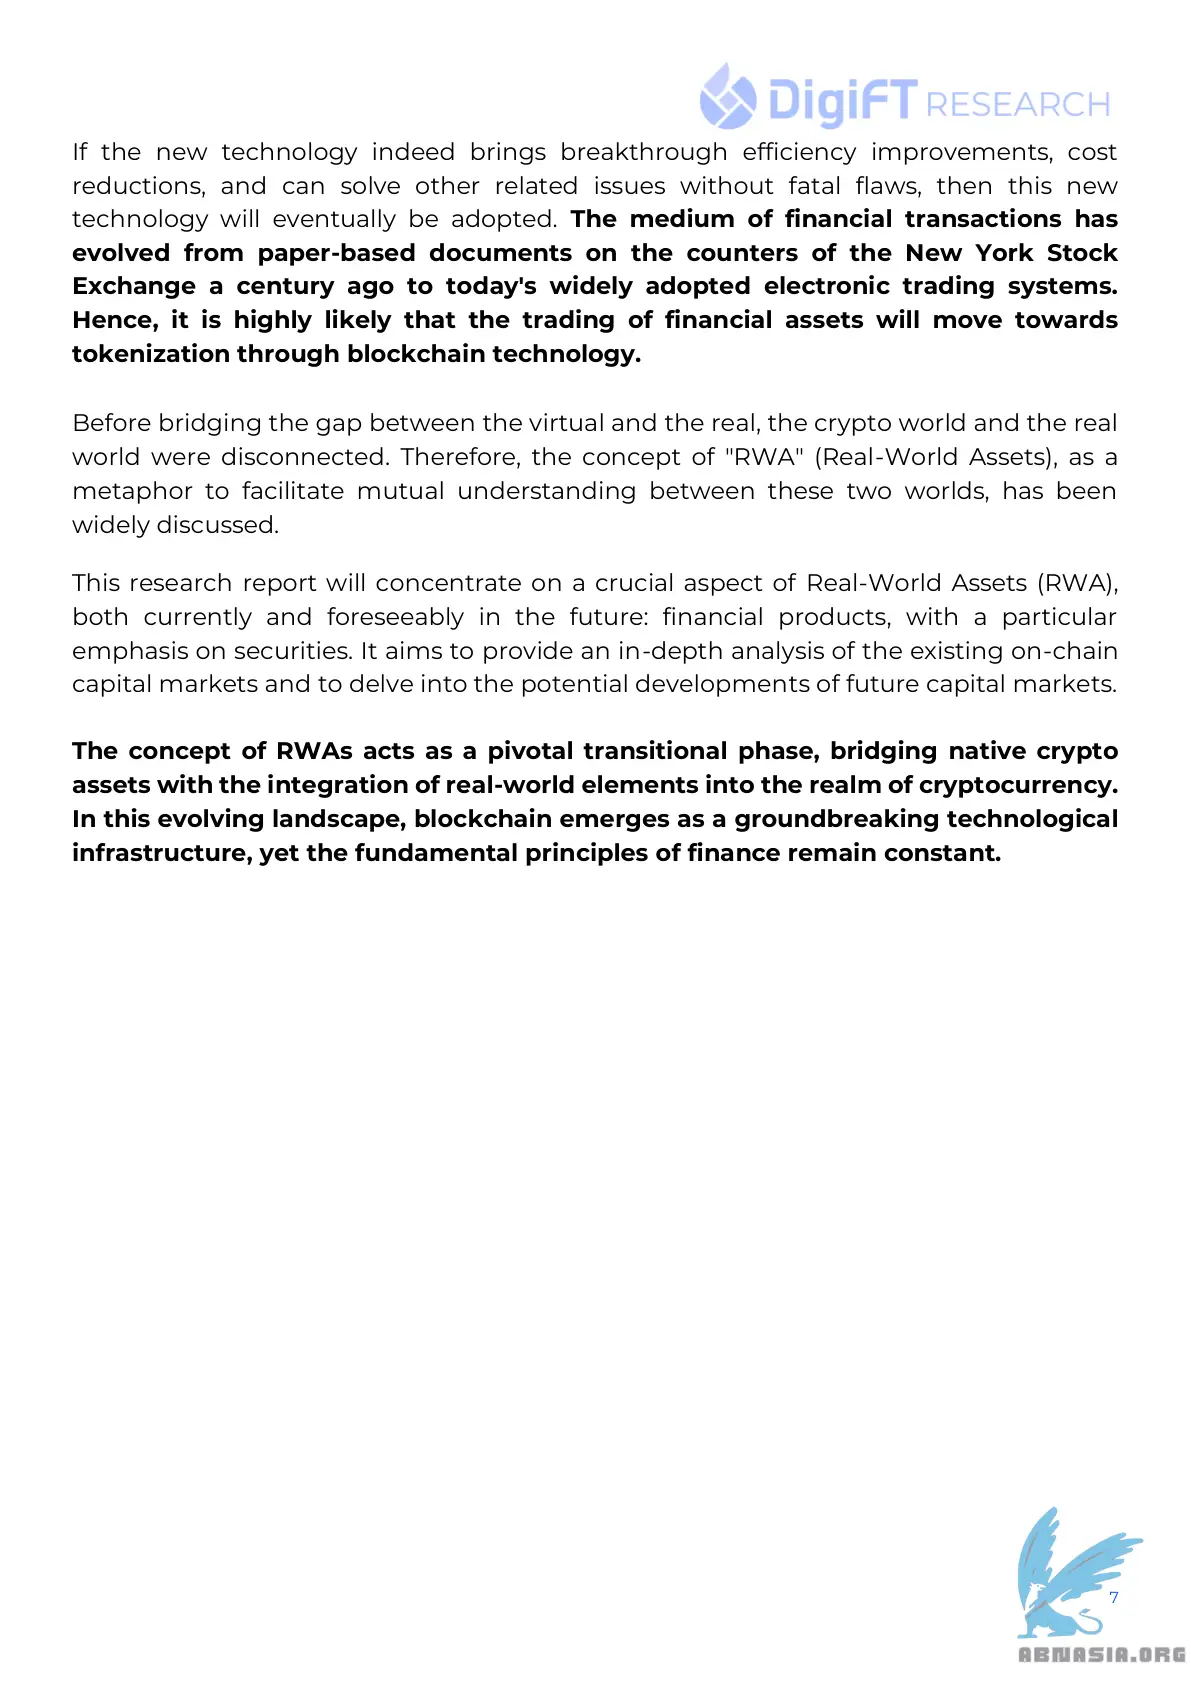 DigiFT RESEARCH
If the new technology indeed brings breakthrough efficiency improvements, cost
reductions, and can solve other related issues without fatal flaws, then this new
technology will eventually be adopted. The medium of financial transactions has
evolved from paper-based documents on the counters of the New York Stock
Exchange a century ago to today's widely adopted electronic trading systems.
Hence, it is highly likely that the trading of financial assets will move towards
tokenization through blockchain technology.
Before bridging the gap between the virtual and the real, the crypto world and the real
world were disconnected. Therefore, the concept of "RWA" (Real-World Assets), as a
metaphor to facilitate mutual understanding between these two worlds, has been
widely discussed.
This research report will concentrate on a crucial aspect of Real-World Assets (RWA),
both currently and foreseeably in the future: financial products, with a particular
emphasis on securities. It aims to provide an in-depth analysis of the existing on-chain
capital markets and to delve into the potential developments of future capital markets.
The concept of RWAs acts as a pivotal transitional phase, bridging native crypto
assets with the integration of real-world elements into the realm of cryptocurrency.
In this evolving landscape, blockchain emerges as a groundbreaking technological
infrastructure, yet the fundamental principles of finance remain constant.
7
ABNASIA.ORG